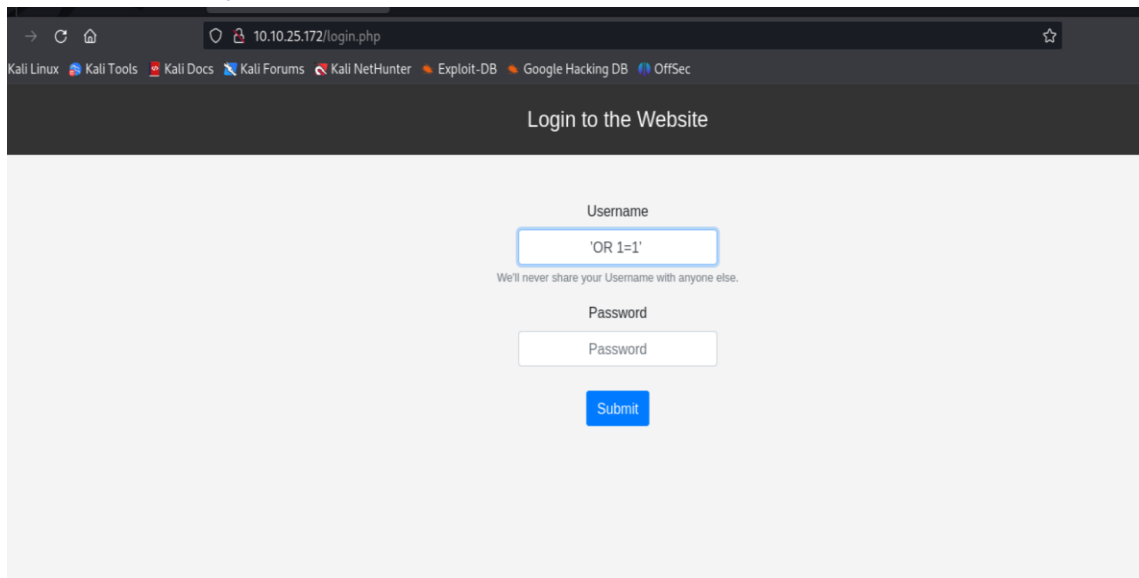 10.10.25.172/login.php
Kali Linux Kali Tools Kali Docs Kali Forums Kali NetHunter Exploit-DB Google Hacking DB OffSec
Login to the Website
Username
'OR 1=1'
We'll never share your Username with anyone else.
Password
Password
Submit